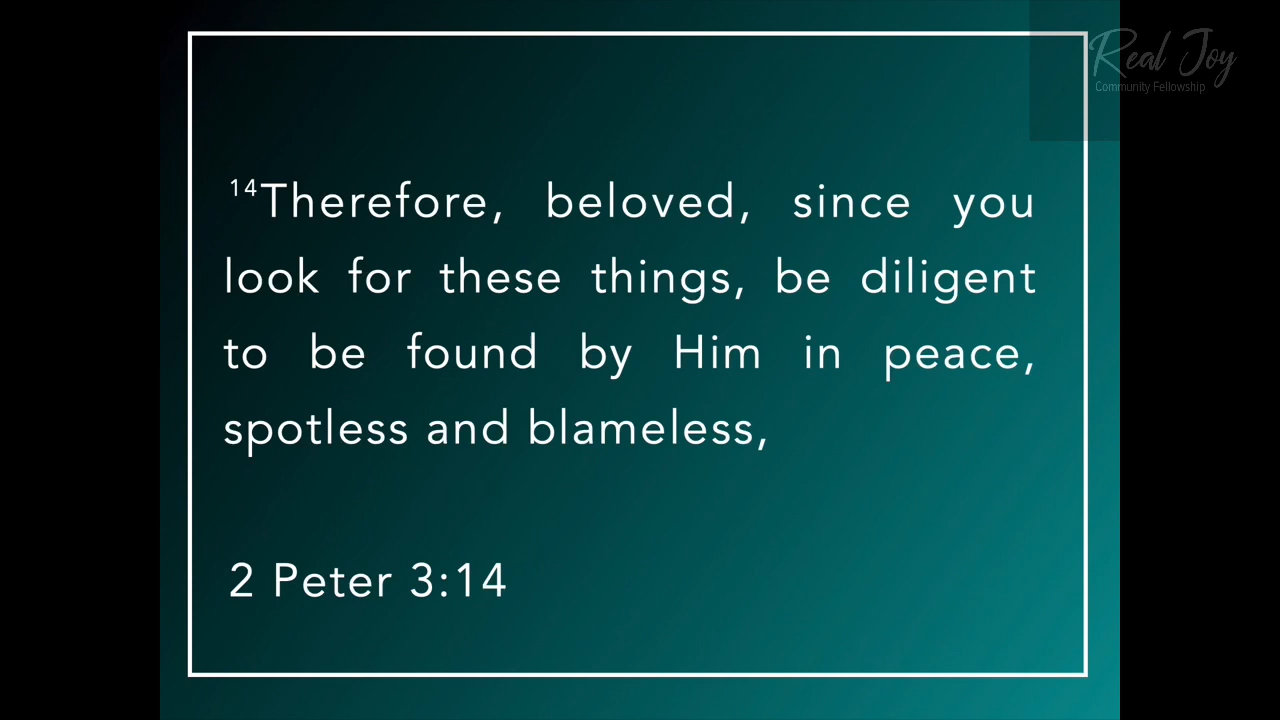 Real Joy
Community Fellowship
14Therefore, beloved, since you
look for these things, be diligent
to be found by Him in peace,
spotless and blameless,
2 Peter 3:14